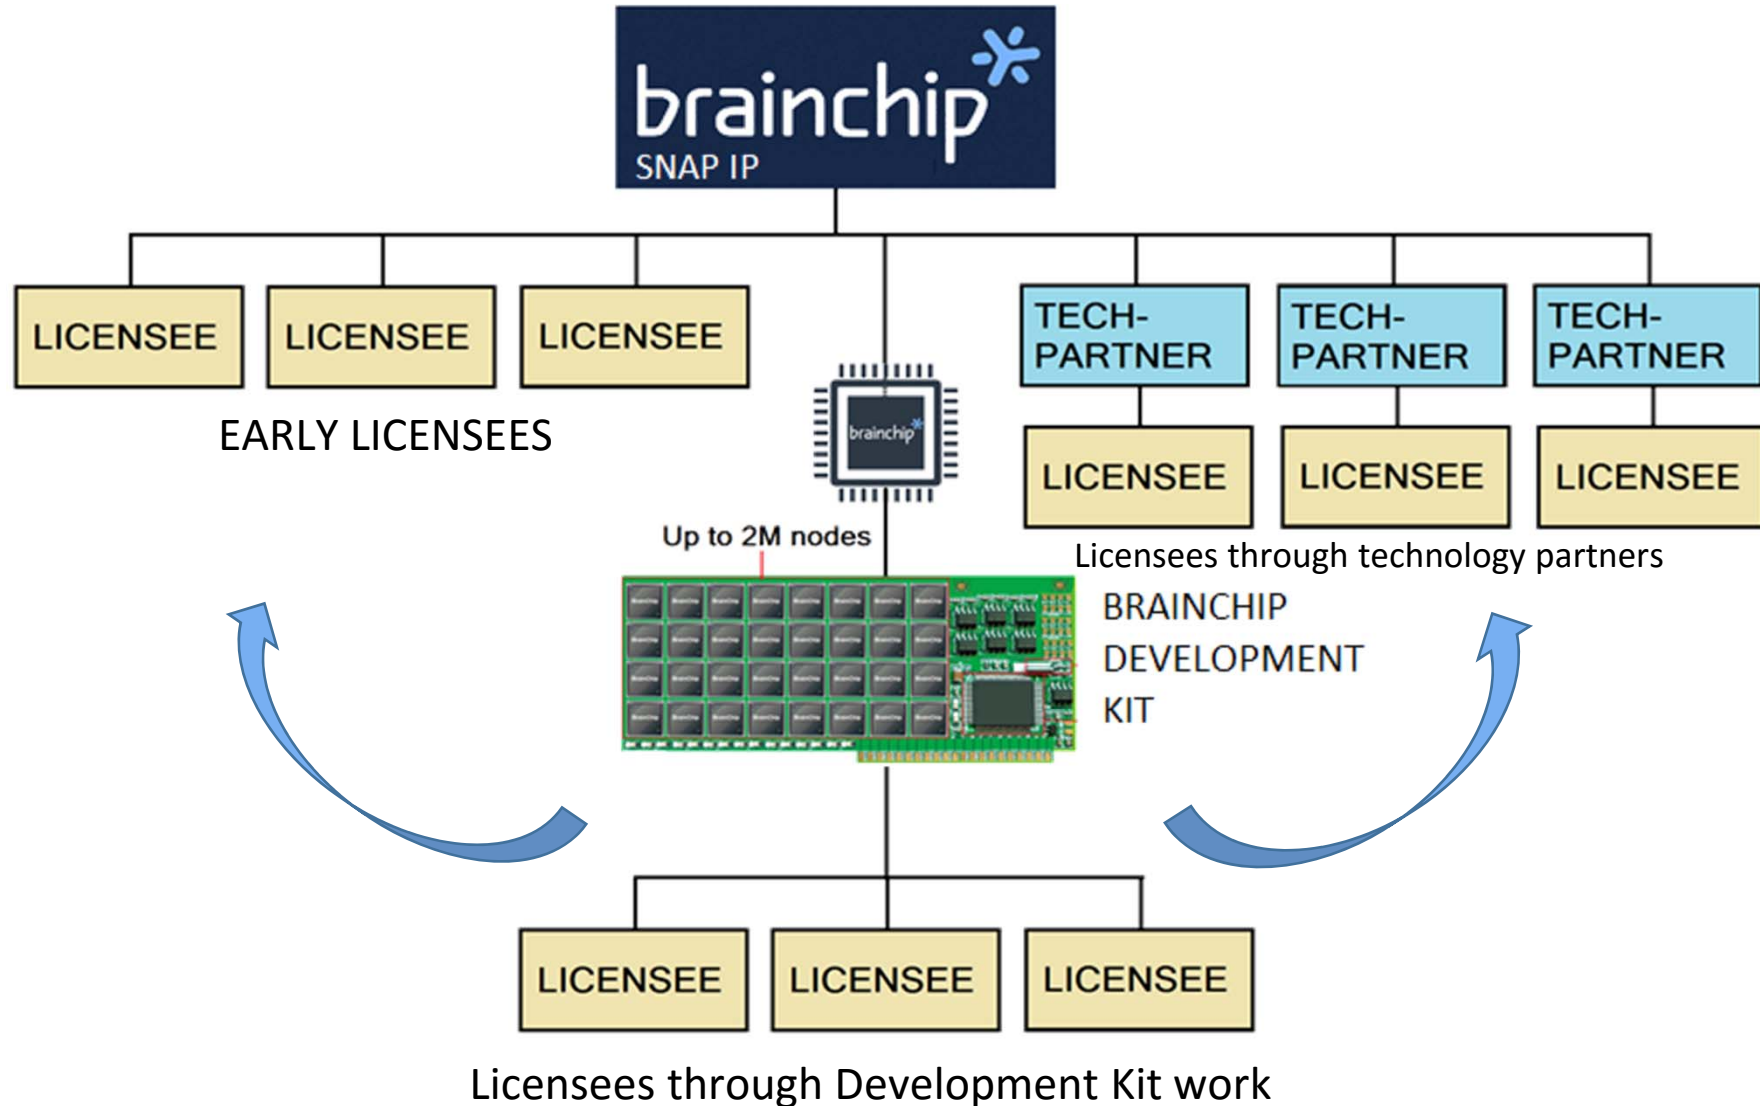 brainchip
SNAP IP
LICENSEE
LICENSEE
LICENSEE
EARLY LICENSEES
TECH-
PARTNER
TECH-
PARTNER
TECH-
PARTNER
LICENSEE
LICENSEE
LICENSEE
Licensees through technology partners
brainchip
Up to 2M nodes
BRAINCHIP
DEVELOPMENT
KIT
LICENSEE
LICENSEE
LICENSEE
Licensees through Development Kit work